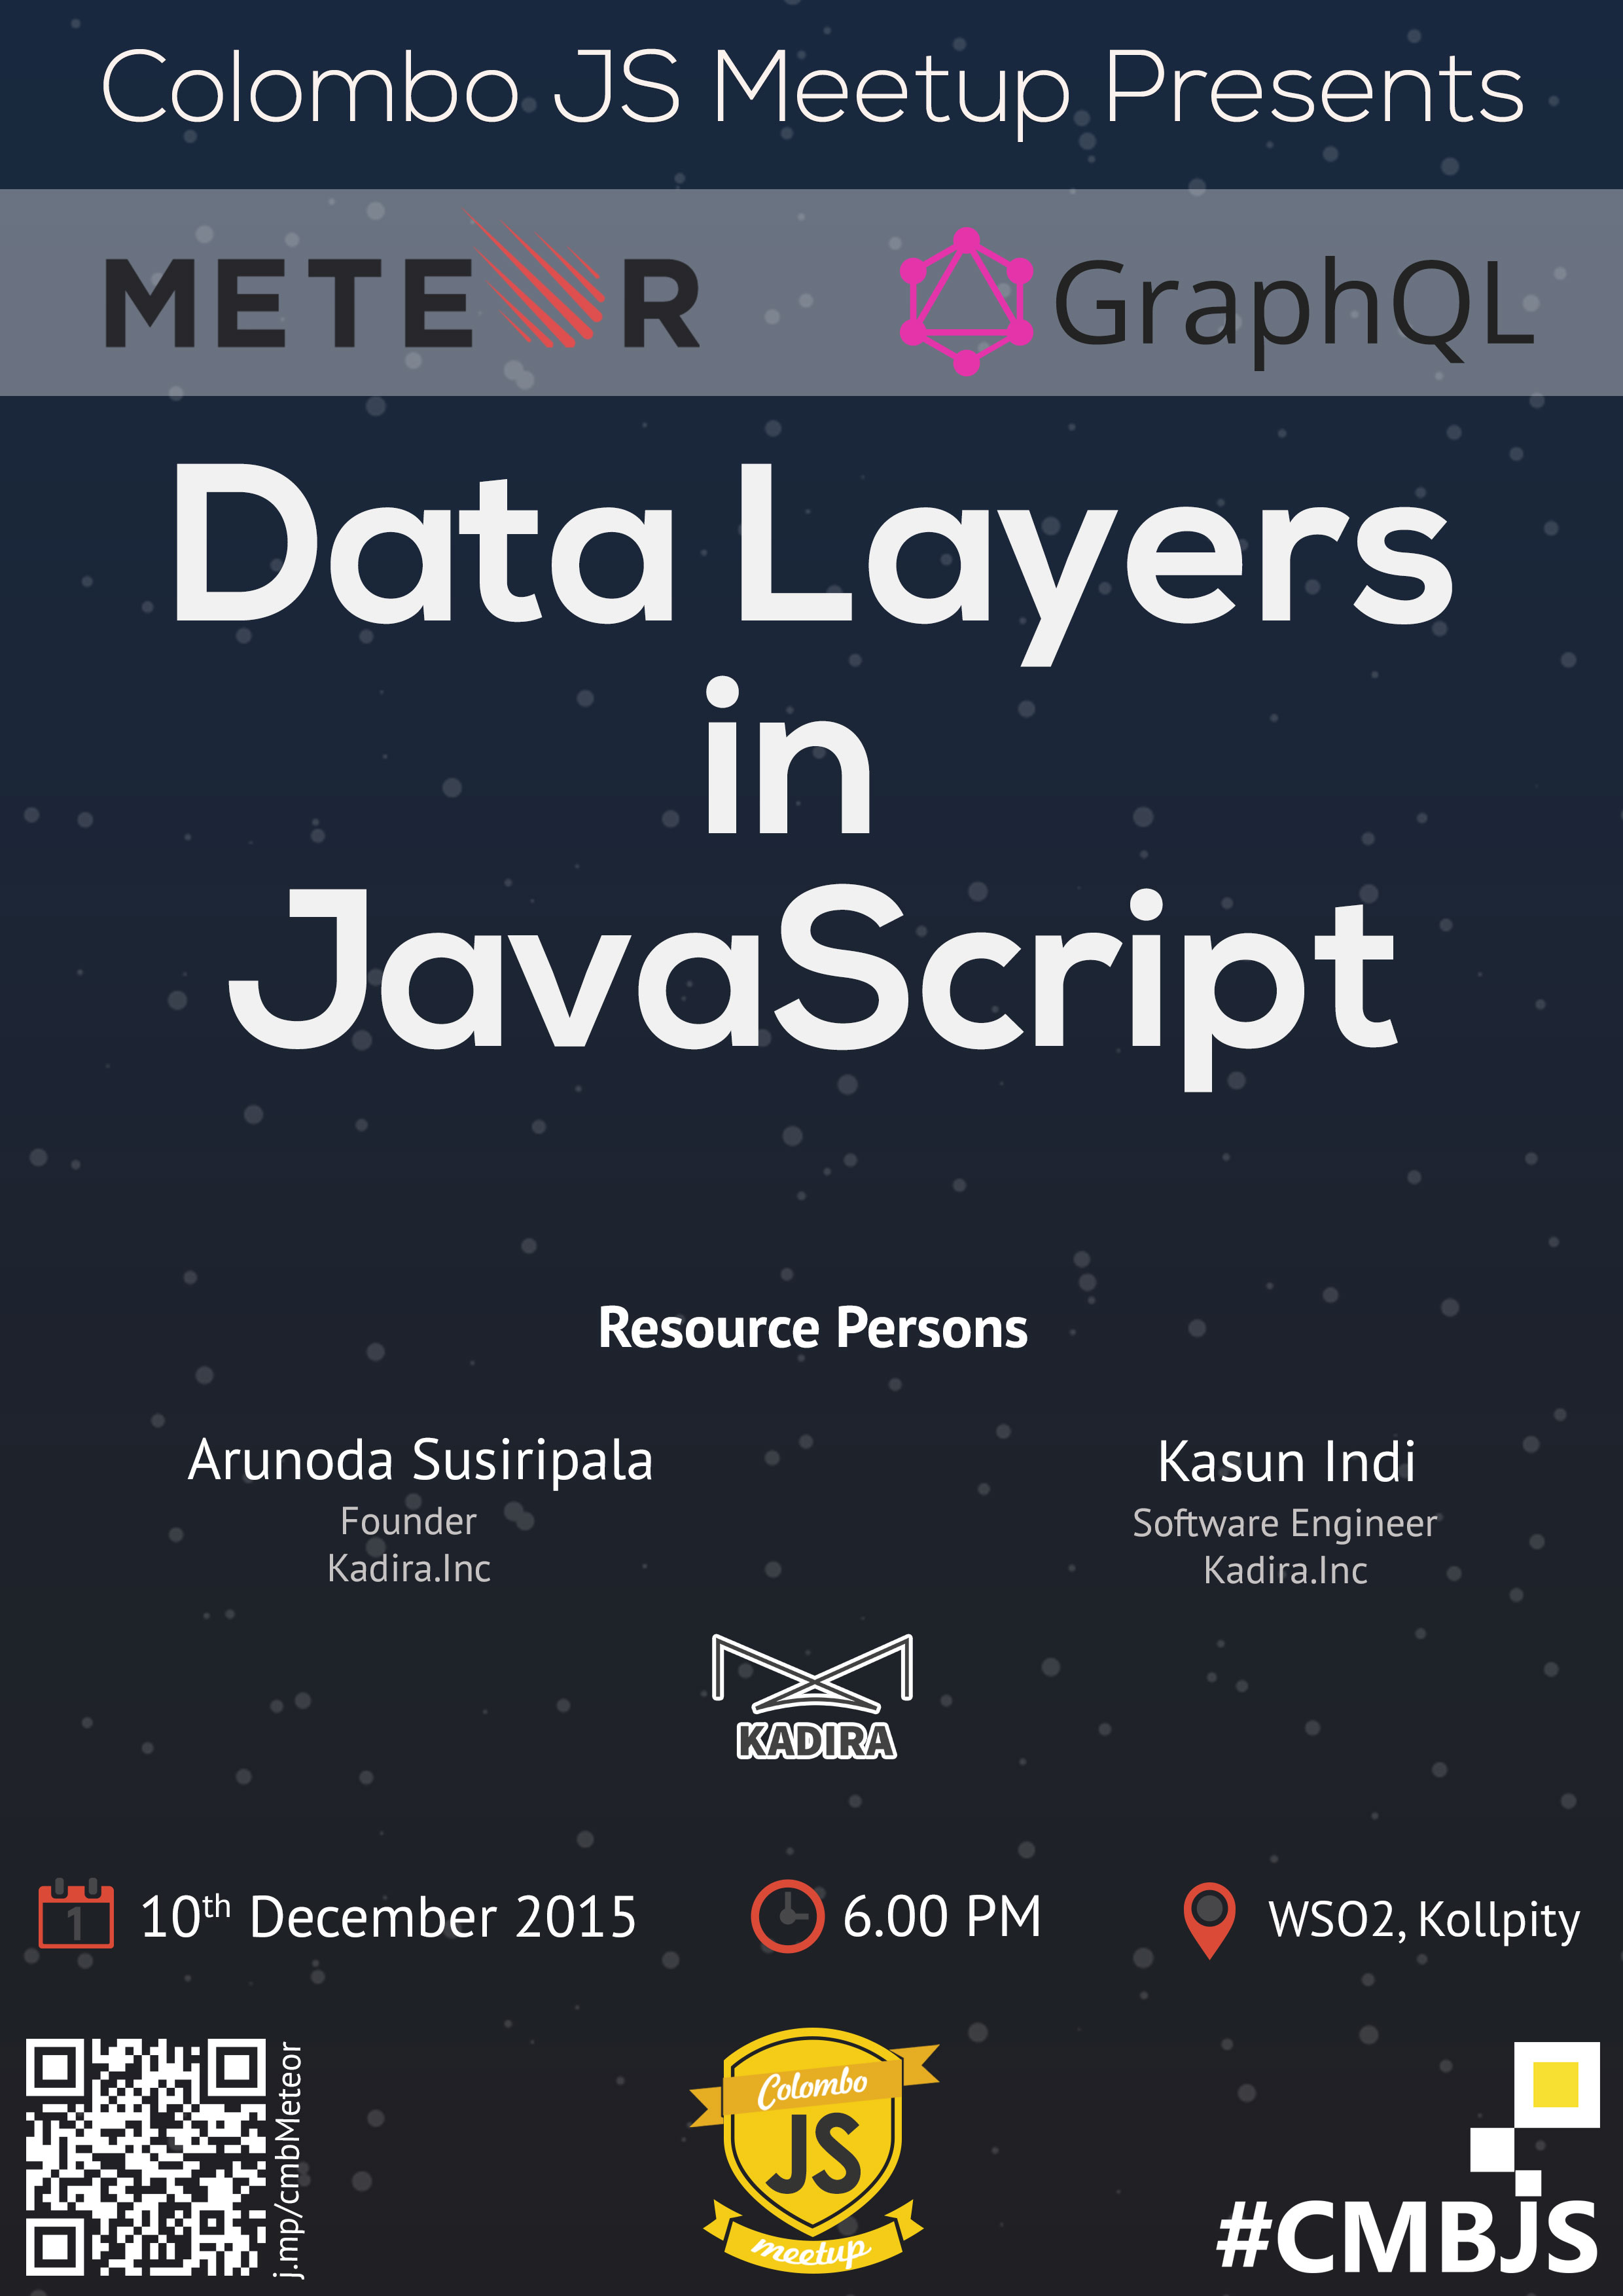 Colombo JS Meetup Presents
METEOR
GraphQL
Data Layers
in
JavaScript
Resource Persons
Arunoda Susiripala
Founder
Kadira.Inc
Kasun Indi
Software Engineer
Kadira.Inc
KADIRA
1
10th December 2015
6.00 PM
WSO2, Kollpity
j.mp/cmbMeteor
Colombo
JS
meetup
#CMBJS